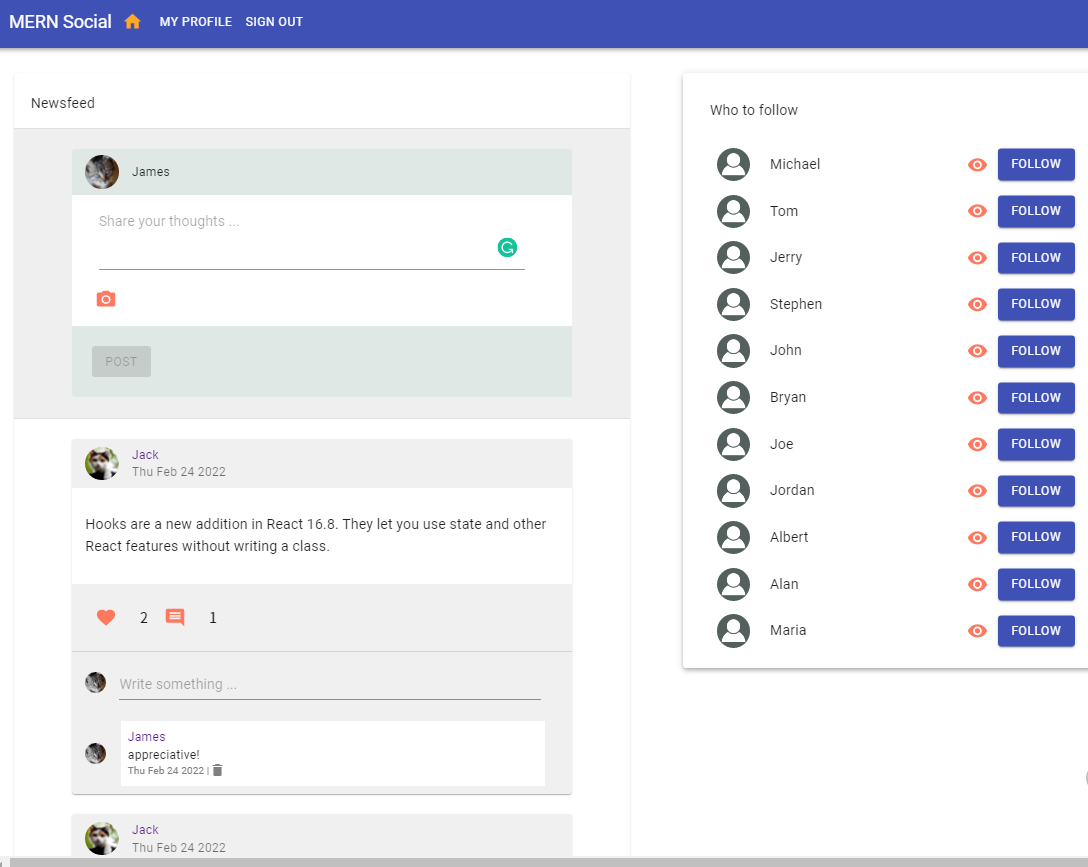 MERN Social MY PROFILE SIGN OUT
Newsfeed
James
Share your thoughts ...
POST
Jack
Thu Feb 24 2022
Hooks are a new addition in React 16.8. They let you use state and other
React features without writing a class.
2 1
Write something ...
James
appreciative!
Thu Feb 24 2022 |
Jack
Thu Feb 24 2022
Who to follow
Michael FOLLOW
Tom FOLLOW
Jerry FOLLOW
Stephen FOLLOW
John FOLLOW
Bryan FOLLOW
Joe FOLLOW
Jordan FOLLOW
Albert FOLLOW
Alan FOLLOW
Maria FOLLOW